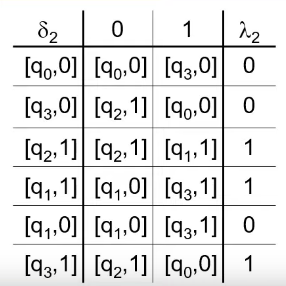 δ₂ 0 1 λ₂
[q₀,0] [q₀,0] [q₃,0] 0
[q₃,0] [q₂,1] [q₀,0] 0
[q₂,1] [q₂,1] [q₁,1] 1
[q₁,1] [q₁,0] [q₃,1] 1
[q₁,0] [q₁,0] [q₃,1] 0
[q₃,1] [q₂,1] [q₀,0] 1